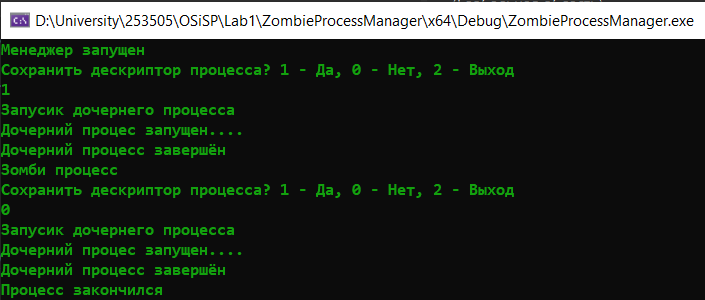 D:\University\253505\OSiSP\Lab1\ZombieProcessManager\x64\Debug\ZombieProcessManager.exe
Менеджер запущен
Сохранить дескриптор процесса? 1 - Да, 0 - Нет, 2 - Выход
1
Запусик дочернего процесса
Дочерний процес запущен....
Дочерний процесс завершён
Зомби процесс
Сохранить дескриптор процесса? 1 - Да, 0 - Нет, 2 - Выход
0
Запусик дочернего процесса
Дочерний процес запущен....
Дочерний процесс завершён
Процесс закончился